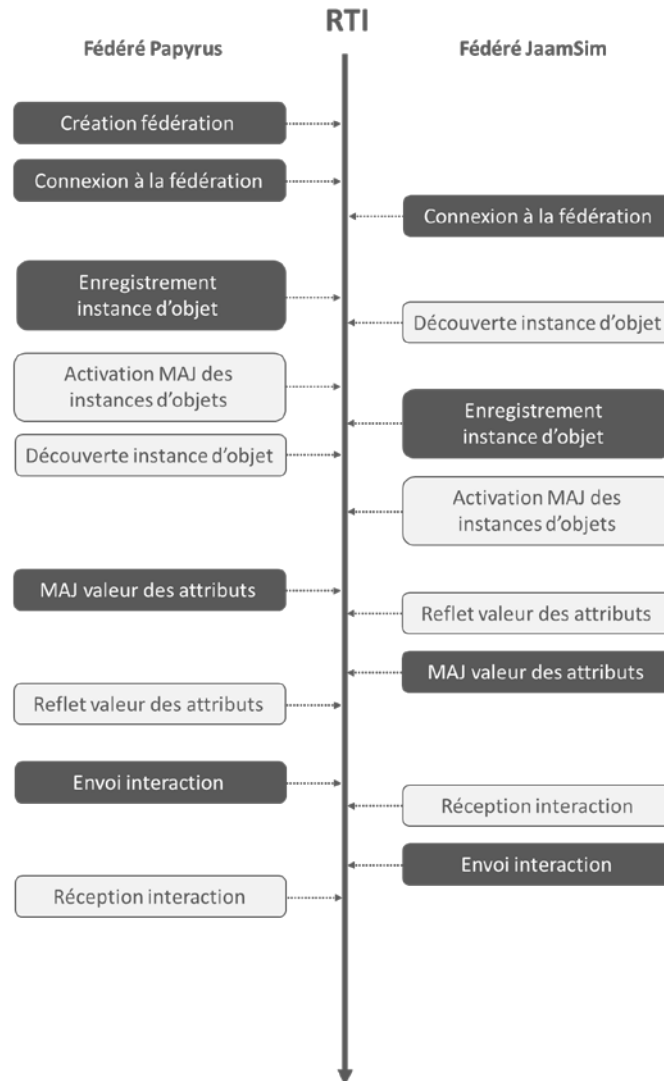 RTI
Fédéré Papyrus
Fédéré JaamSim
Création fédération
Connexion à la fédération
Connexion à la fédération
Enregistrement
instance d'objet
Découverte instance d'objet
Activation MAJ des
instances d'objets
Enregistrement
instance d'objet
Découverte instance d'objet
Activation MAJ des
instances d'objets
MAJ valeur des attributs
Reflet valeur des attributs
MAJ valeur des attributs
Reflet valeur des attributs
Envoi interaction
Réception interaction
Envoi interaction
Réception interaction